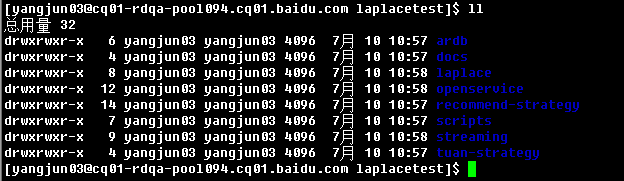 [yangjun03@cq01-rdqa-pool094.cq01.baidu.com laplacetest]$ ll
总用量 32
drwxrwxr-x  6 yangjun03 yangjun03 4096  7月 10 10:57 ardb
drwxrwxr-x  4 yangjun03 yangjun03 4096  7月 10 10:57 docs
drwxrwxr-x  8 yangjun03 yangjun03 4096  7月 10 10:58 laplace
drwxrwxr-x 12 yangjun03 yangjun03 4096  7月 10 10:58 openservice
drwxrwxr-x 14 yangjun03 yangjun03 4096  7月 10 10:57 recommend-strategy
drwxrwxr-x  7 yangjun03 yangjun03 4096  7月 10 10:57 scripts
drwxrwxr-x  9 yangjun03 yangjun03 4096  7月 10 10:58 streaming
drwxrwxr-x  4 yangjun03 yangjun03 4096  7月 10 10:57 tuan-strategy
[yangjun03@cq01-rdqa-pool094.cq01.baidu.com laplacetest]$